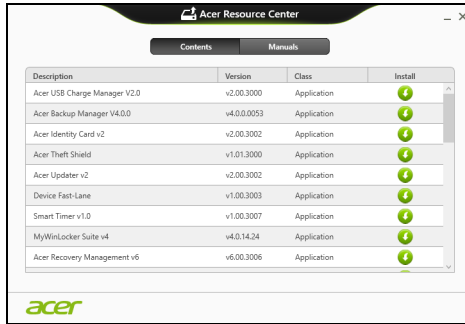 Acer Resource Center
Contents Manuals
Description Version Class Install
Acer USB Charge Manager V2.0 v2.00.3000 Application
Acer Backup Manager V4.0.0 v4.0.0.0053 Application
Acer Identity Card v2 v2.00.3002 Application
Acer Theft Shield v1.01.3000 Application
Acer Updater v2 v2.00.3002 Application
Device Fast-Lane v1.00.3003 Application
Smart Timer v1.0 v1.00.3007 Application
MyWinLocker Suite v4 v4.0.14.24 Application
Acer Recovery Management v6 v6.00.3006 Application
acer